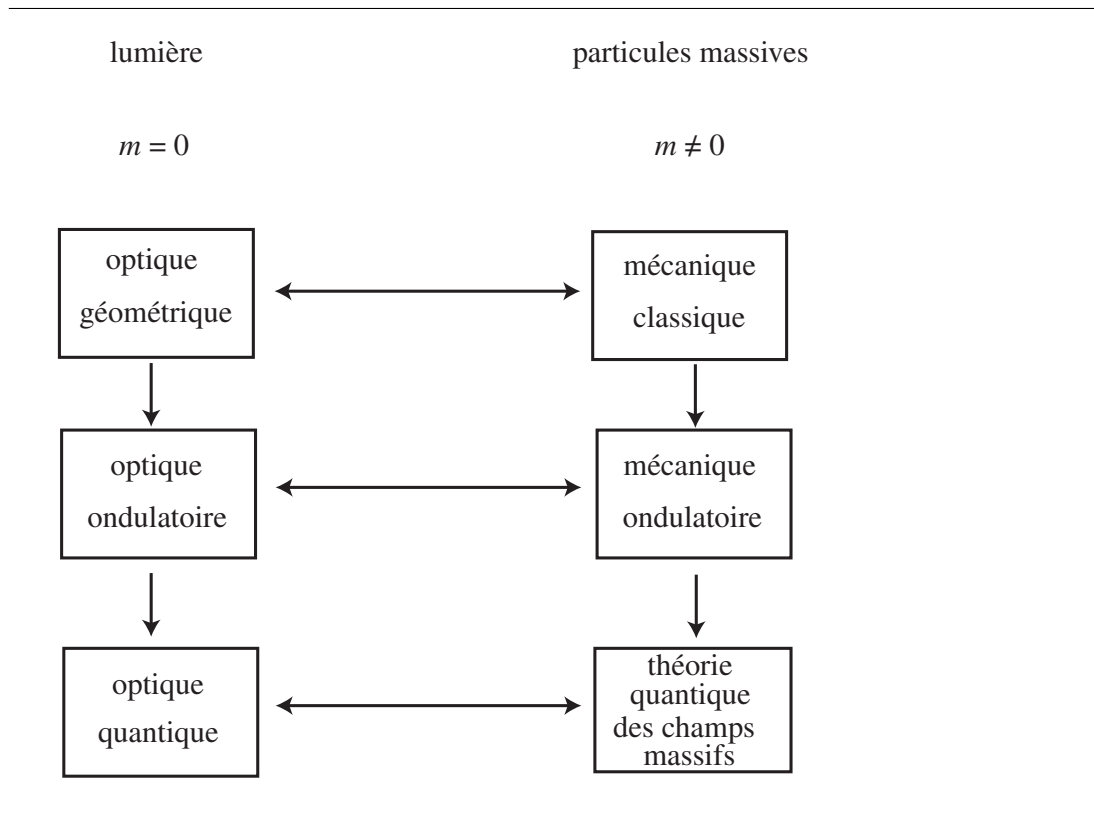 lumière
particules massives
m = 0
m ≠ 0
optique
géométrique
mécanique
classique
optique
ondulatoire
mécanique
ondulatoire
optique
quantique
théorie
quantique
des champs
massifs